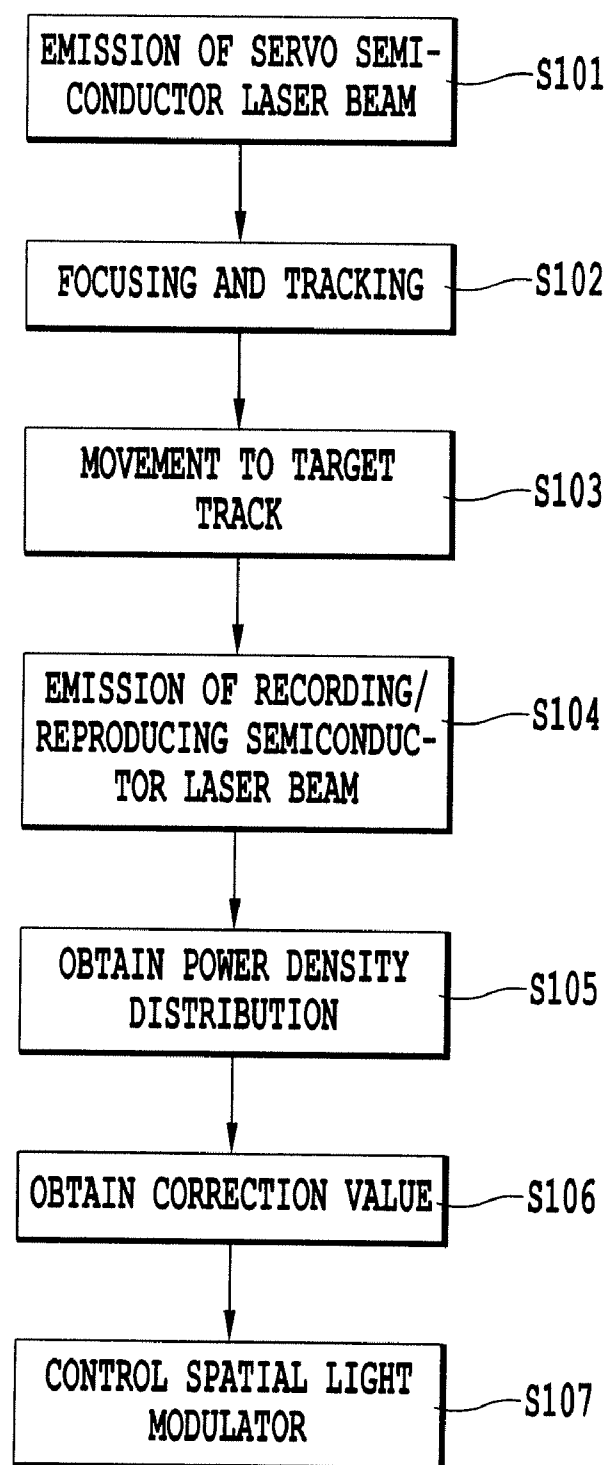 EMISSION OF SERVO SEMI-
CONDUCTOR LASER BEAM
S101
FOCUSING AND TRACKING
S102
MOVEMENT TO TARGET
TRACK
S103
EMISSION OF RECORDING/
REPRODUCING SEMICONDUC-
TOR LASER BEAM
S104
OBTAIN POWER DENSITY
DISTRIBUTION
S105
OBTAIN CORRECTION VALUE
S106
CONTROL SPATIAL LIGHT
MODULATOR
S107